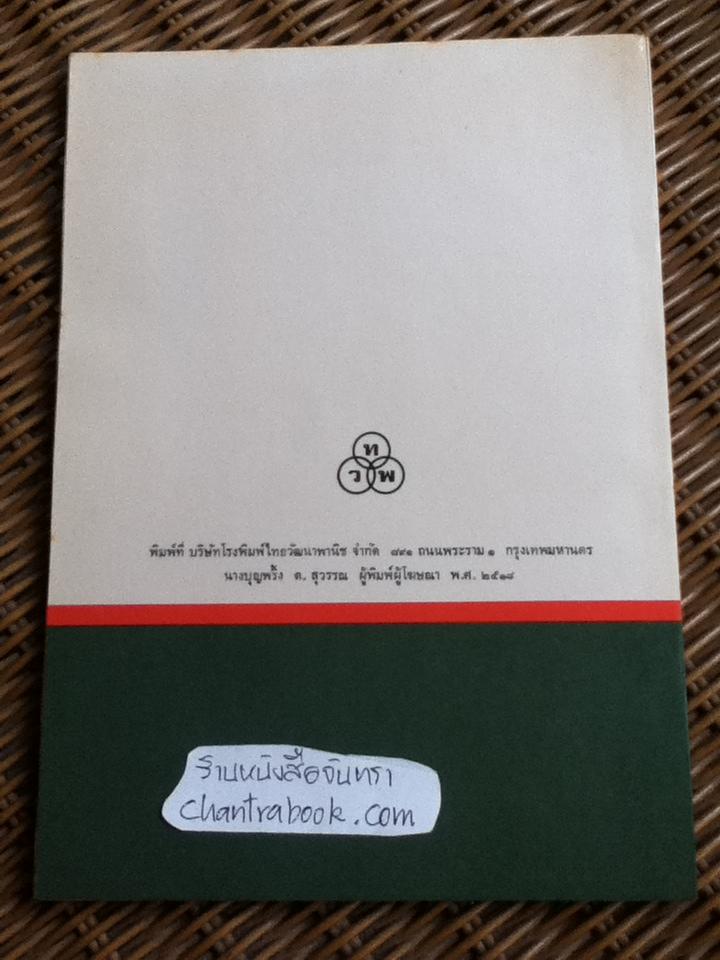 ท
ว พ
พิมพ์ที่ บริษัทโรงพิมพ์ไทยวัฒนาพานิช จำกัด ๘๙๑ ถนนพระราม ๑ กรุงเทพมหานคร
นางบุญพริ้ง ต. สุวรรณ ผู้พิมพ์ผู้โฆษณา พ.ศ. ๒๕๑๘
ร้านหนังสือจันทรา
chantrabook.com